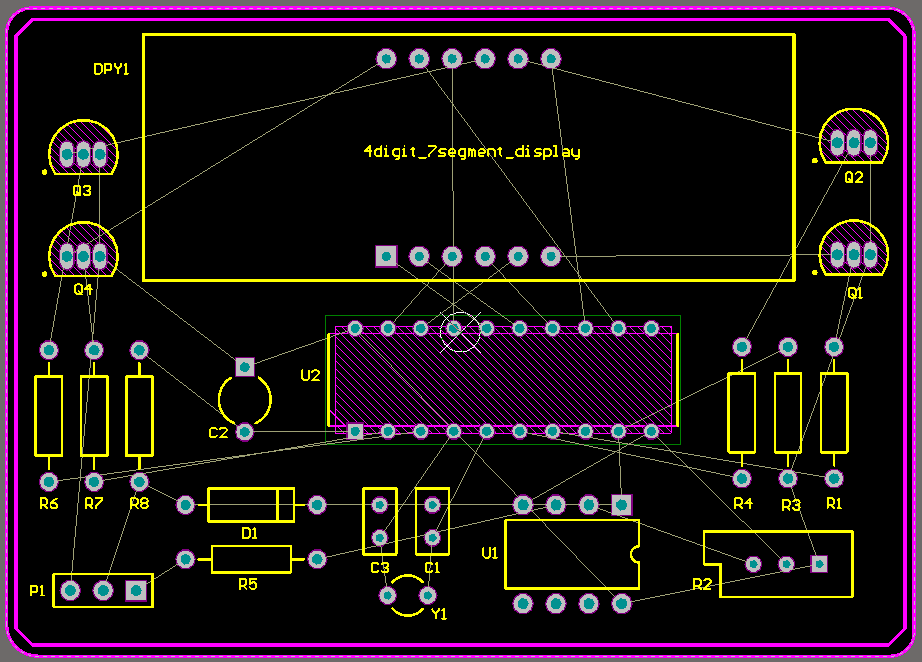 DPY1
4digit_7segment_display
Q3
Q2
Q4
Q1
U2
C2
R6
R7
R8
R4
R3
R1
D1
C3
C1
U1
R5
R2
P1
Y1